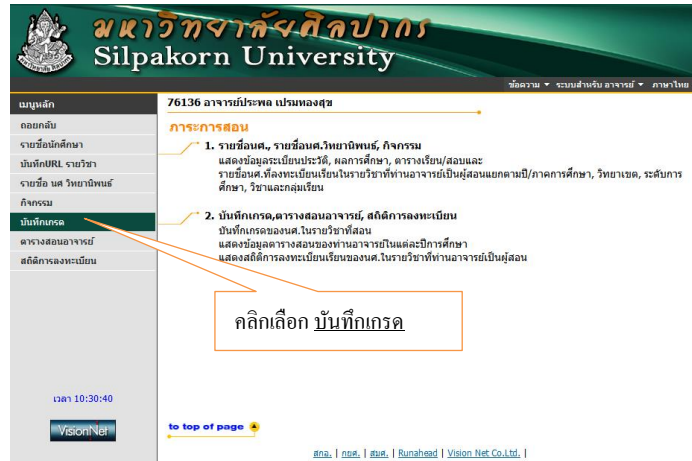 มหาวิทยาลัยศิลปากร
Silpakorn University
ข้อความ ระบบสำหรับ อาจารย์ ภาษาไทย
เมนูหลัก
ถอยกลับ
รายชื่อนักศึกษา
บันทึกURL รายวิชา
รายชื่อ นศ วิทยานิพนธ์
กิจกรรม
บันทึกเกรด
ตารางสอนอาจารย์
สถิติการลงทะเบียน
76136 อาจารย์ประพล เปรมทองสุข
ภาระการสอน
1. รายชื่อนศ., รายชื่อนศ.วิทยานิพนธ์, กิจกรรม
แสดงข้อมูลระเบียนประวัติ, ผลการศึกษา, ตารางเรียน/สอบและ
รายชื่อนศ.ที่ลงทะเบียนเรียนในรายวิชาที่ท่านอาจารย์เป็นผู้สอนแยกตามปี/ภาคการศึกษา, วิทยาเขต, ระดับการ
ศึกษา, วิชาและกลุ่มเรียน
2. บันทึกเกรด,ตารางสอนอาจารย์, สถิติการลงทะเบียน
บันทึกเกรดของนศ.ในรายวิชาที่สอน
แสดงข้อมูลตารางสอนของท่านอาจารย์ในแต่ละปีการศึกษา
แสดงสถิติการลงทะเบียนเรียนของนศ.ในรายวิชาที่ท่านอาจารย์เป็นผู้สอน
คลิกเลือก บันทึกเกรด
เวลา 10:30:40
VisionNet
to top of page
สกอ. | กยศ. | สมศ. | Runahead | Vision Net Co.Ltd. |